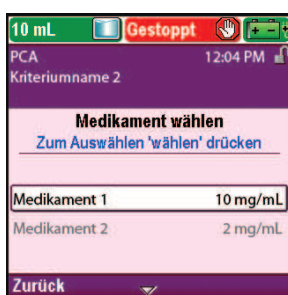 10 mL Gestoppt
PCA 12:04 PM
Kriteriumname 2
Medikament wählen
Zum Auswählen 'wählen' drücken
Medikament 1 10 mg/mL
Medikament 2 2 mg/mL
Zurück